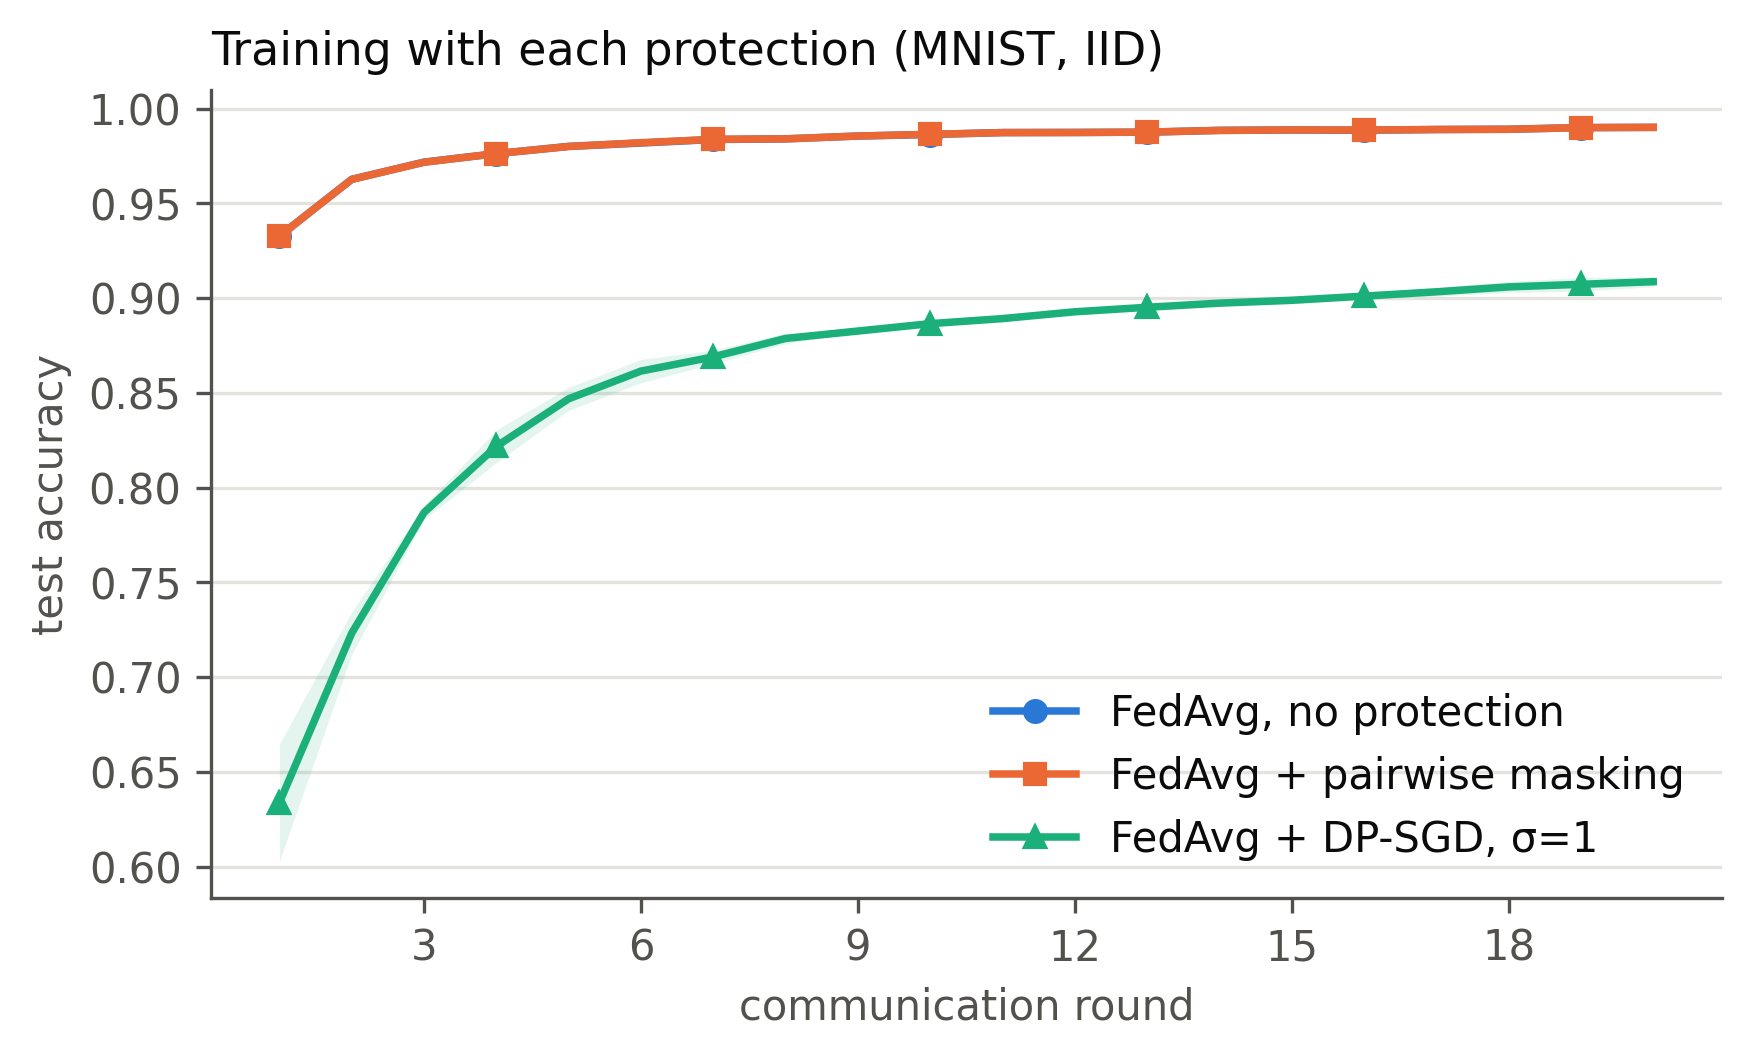 Training with each protection (MNIST, IID)
1.00
0.95
0.90
0.85
0.80
0.75
0.70
0.65
0.60
test accuracy
FedAvg, no protection
FedAvg + pairwise masking
FedAvg + DP-SGD, σ=1
3 6 9 12 15 18
communication round